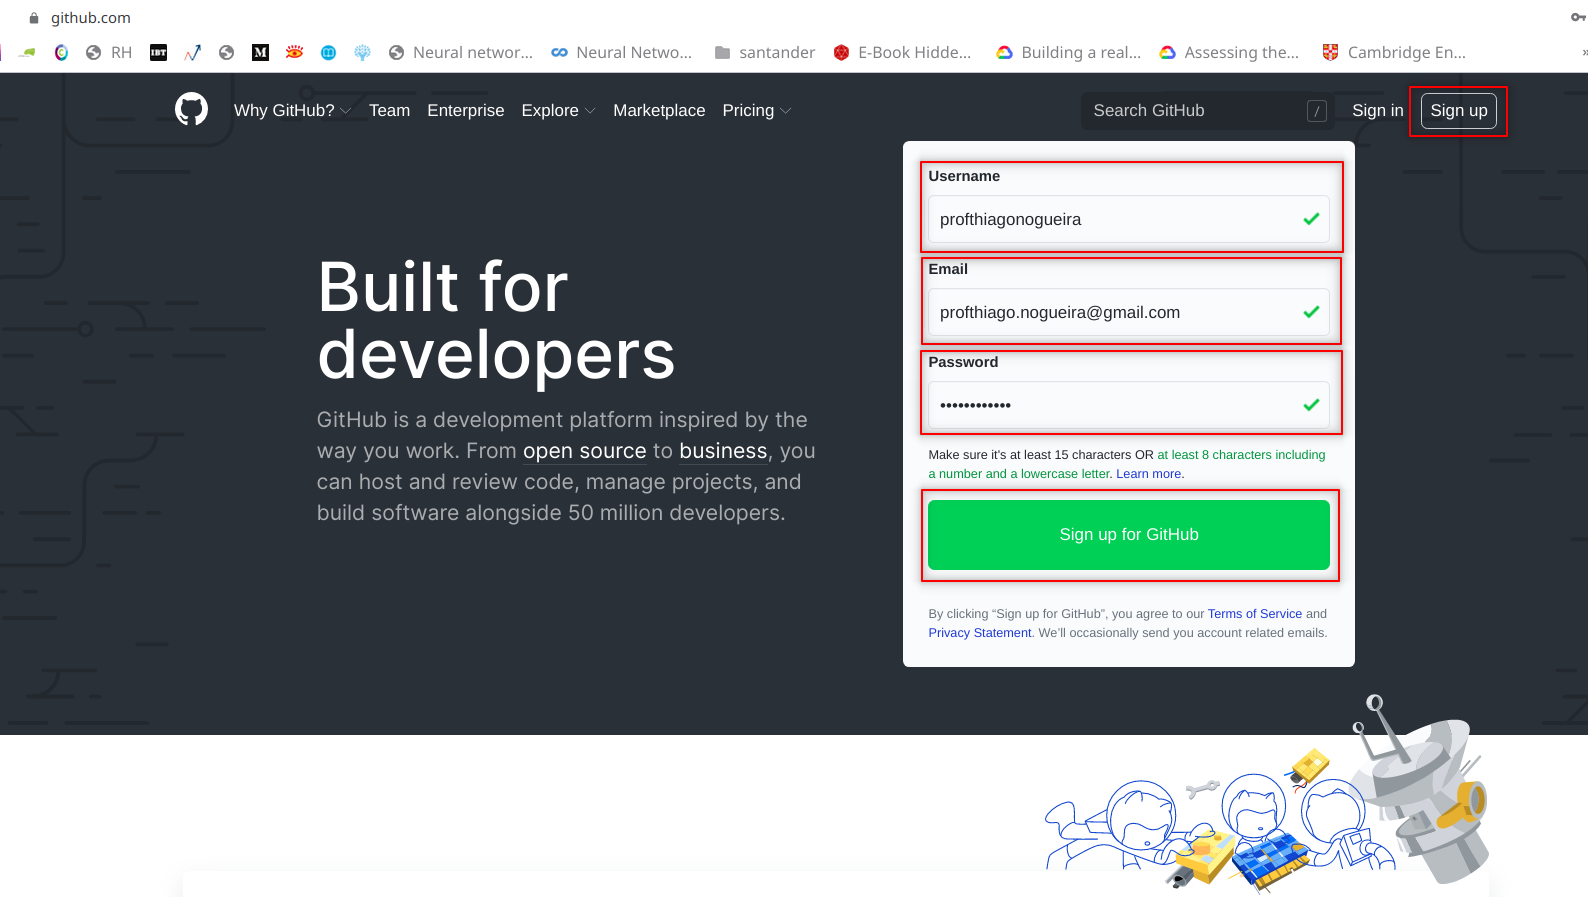 github.com
RH
IBT
M
Neural networ...
Neural Netwo...
santander
E-Book Hidde...
Building a real...
Assessing the...
Cambridge En...
»
Why GitHub? Team Enterprise Explore Marketplace Pricing
Search GitHub /
Sign in
Sign up
Built for
developers
GitHub is a development platform inspired by the
way you work. From open source to business, you
can host and review code, manage projects, and
build software alongside 50 million developers.
Username
profthiagonogueira
Email
profthiago.nogueira@gmail.com
Password
••••••••••••
Make sure it's at least 15 characters OR at least 8 characters including
a number and a lowercase letter. Learn more.
Sign up for GitHub
By clicking “Sign up for GitHub”, you agree to our Terms of Service and
Privacy Statement. We’ll occasionally send you account related emails.